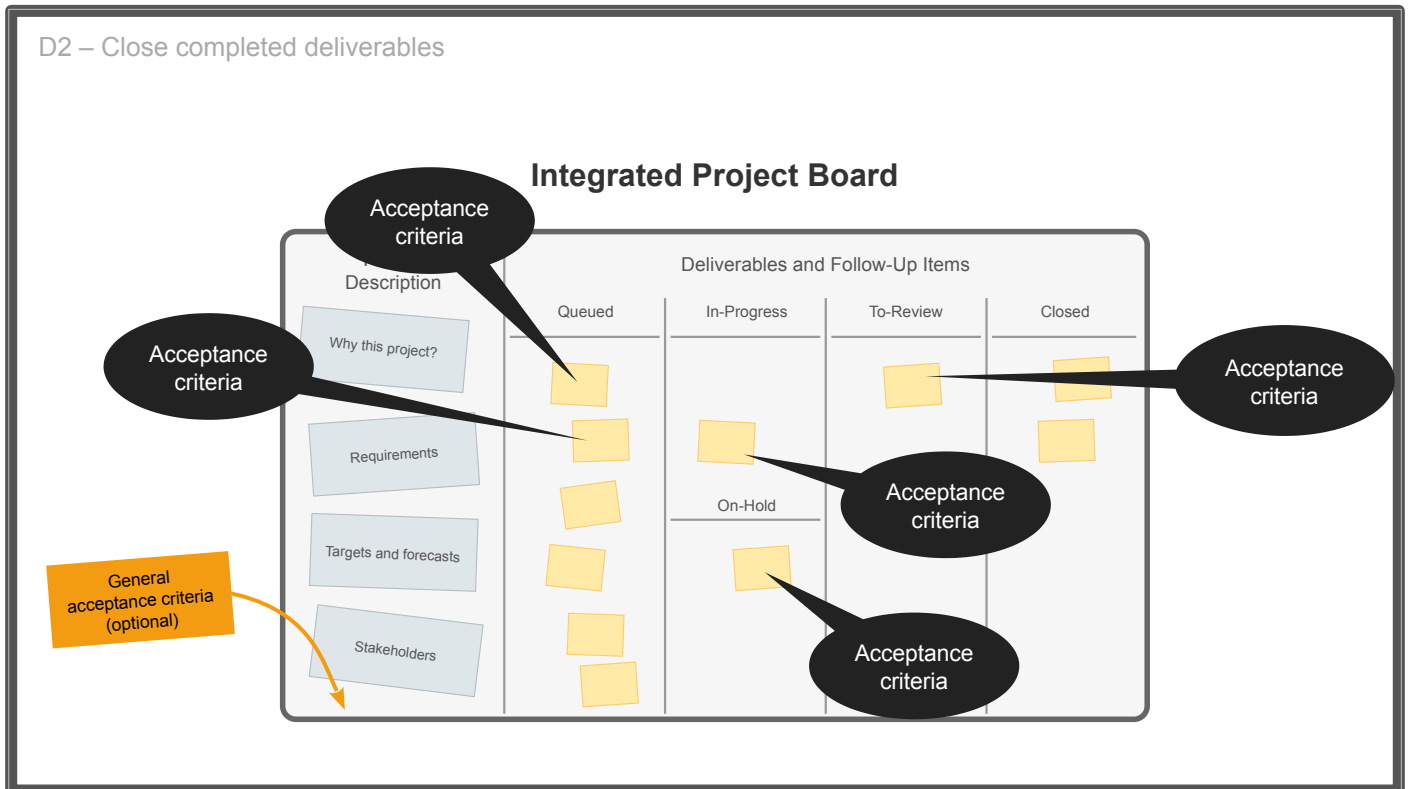 D2 – Close completed deliverables
Integrated Project Board
Acceptance
criteria
Description
Deliverables and Follow-Up Items
Queued
In-Progress
To-Review
Closed
Why this project?
Acceptance
criteria
Acceptance
criteria
Requirements
Acceptance
criteria
On-Hold
Targets and forecasts
General
acceptance criteria
(optional)
Stakeholders
Acceptance
criteria